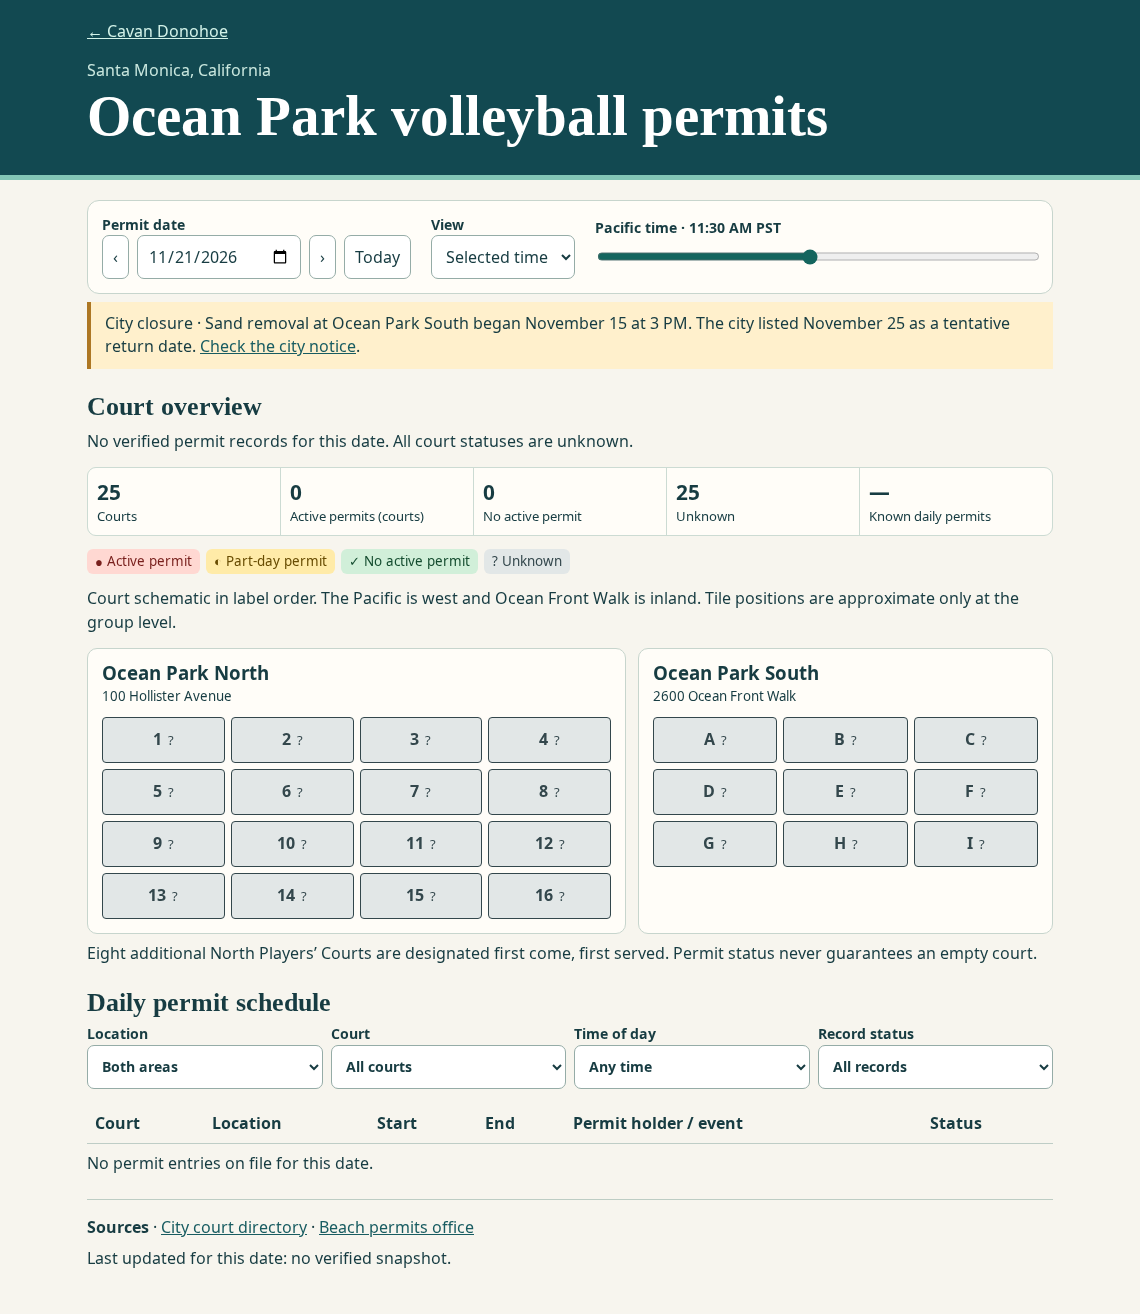 ← Cavan Donohoe
Santa Monica, California
Ocean Park volleyball permits
Permit date
‹
11/21/2026
›
Today
View
Selected time
Pacific time · 11:30 AM PST
City closure · Sand removal at Ocean Park South began November 15 at 3 PM. The city listed November 25 as a tentative
return date. Check the city notice.
Court overview
No verified permit records for this date. All court statuses are unknown.
25
Courts
0
Active permits (courts)
0
No active permit
25
Unknown
—
Known daily permits
● Active permit
◖ Part-day permit
✓ No active permit
? Unknown
Court schematic in label order. The Pacific is west and Ocean Front Walk is inland. Tile positions are approximate only at the
group level.
Ocean Park North
100 Hollister Avenue
1 ? 2 ? 3 ? 4 ?
5 ? 6 ? 7 ? 8 ?
9 ? 10 ? 11 ? 12 ?
13 ? 14 ? 15 ? 16 ?
Ocean Park South
2600 Ocean Front Walk
A ? B ? C ?
D ? E ? F ?
G ? H ? I ?
Eight additional North Players’ Courts are designated first come, first served. Permit status never guarantees an empty court.
Daily permit schedule
Location
Both areas
Court
All courts
Time of day
Any time
Record status
All records
Court Location Start End Permit holder / event Status
No permit entries on file for this date.
Sources · City court directory · Beach permits office
Last updated for this date: no verified snapshot.